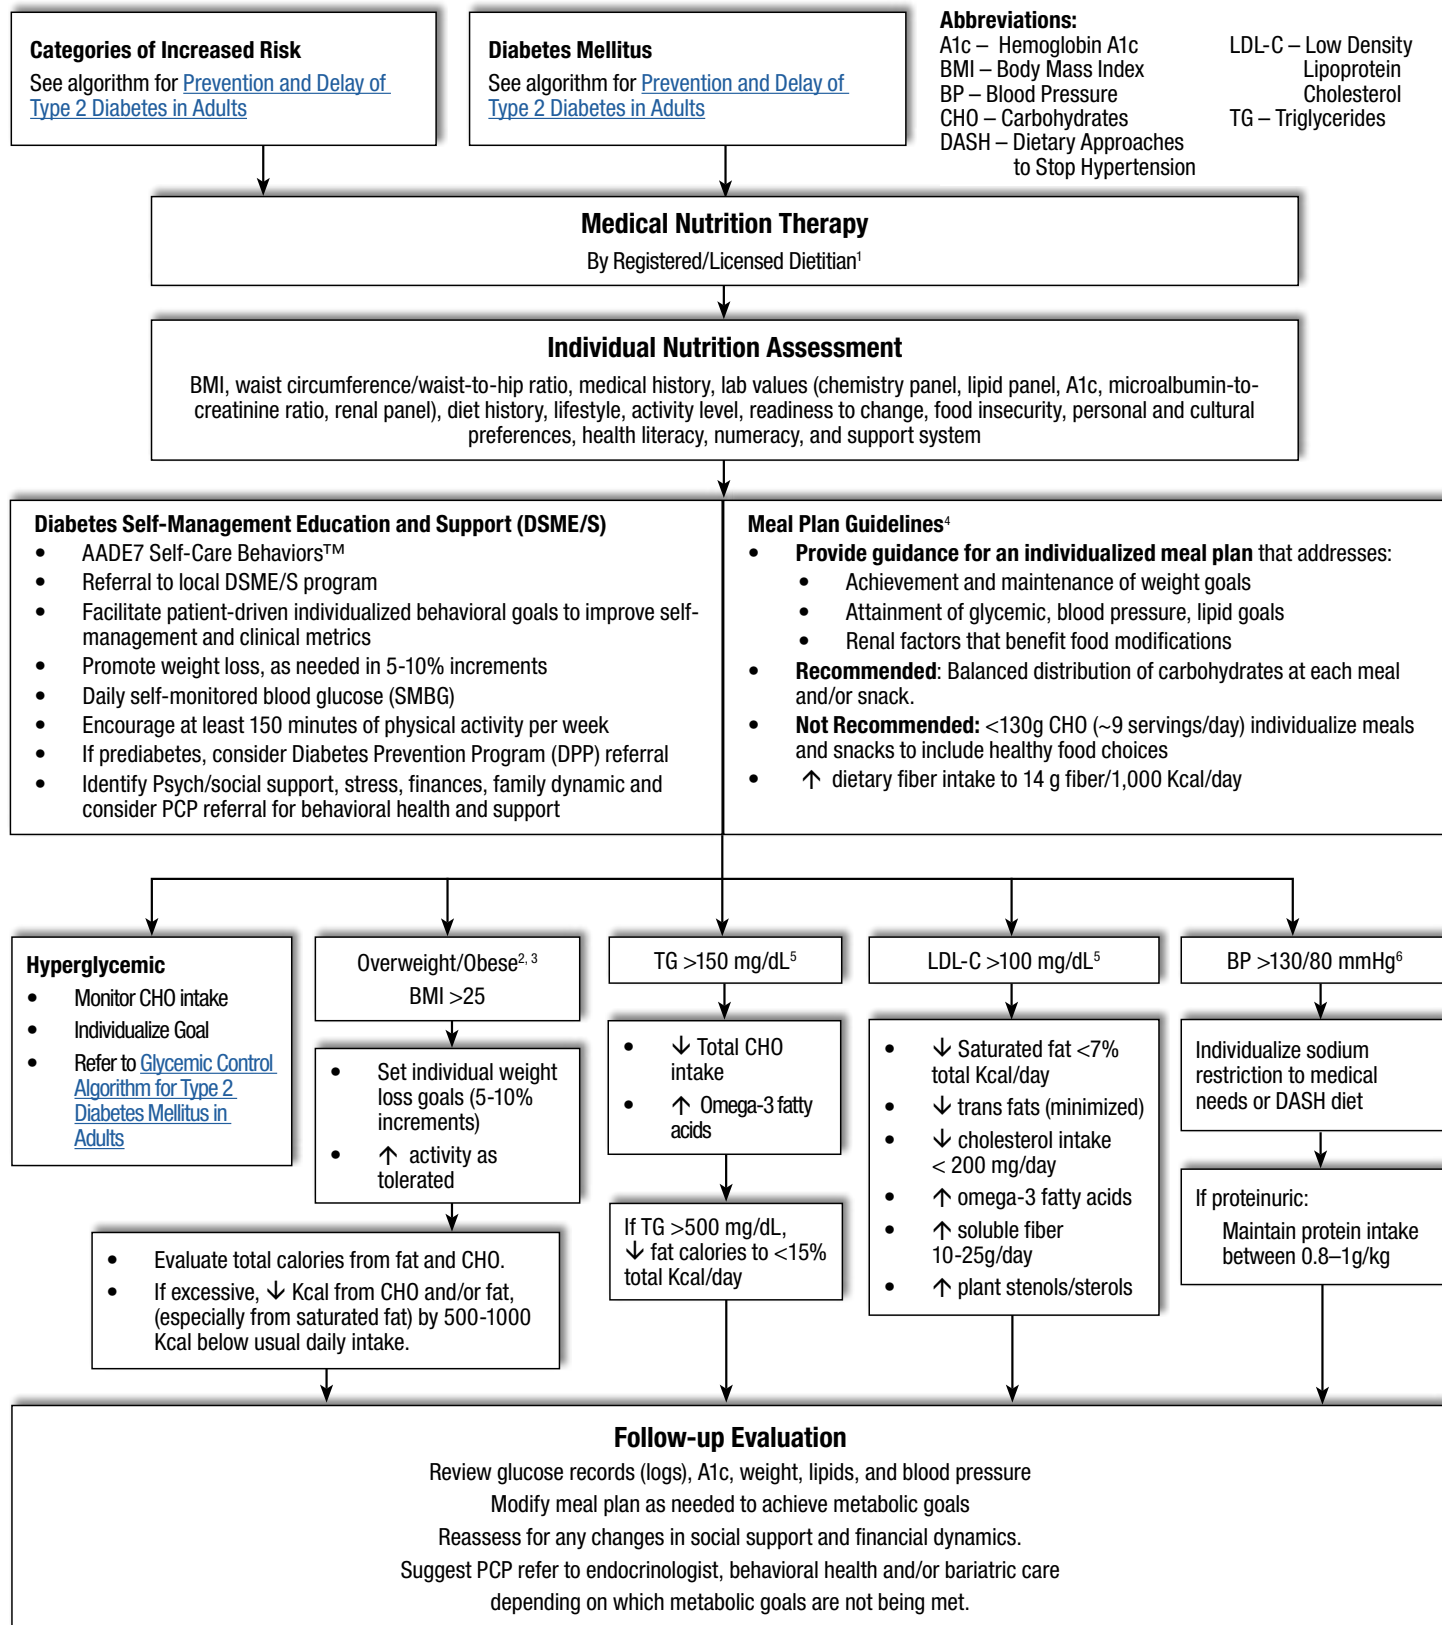 Categories of Increased Risk
See algorithm for Prevention and Delay of
Type 2 Diabetes in Adults
Diabetes Mellitus
See algorithm for Prevention and Delay of
Type 2 Diabetes in Adults
Abbreviations:
A1c – Hemoglobin A1c
BMI – Body Mass Index
BP – Blood Pressure
CHO – Carbohydrates
DASH – Dietary Approaches
to Stop Hypertension
LDL-C – Low Density
Lipoprotein
Cholesterol
TG – Triglycerides
Medical Nutrition Therapy
By Registered/Licensed Dietitian¹
Individual Nutrition Assessment
BMI, waist circumference/waist-to-hip ratio, medical history, lab values (chemistry panel, lipid panel, A1c, microalbumin-to-
creatinine ratio, renal panel), diet history, lifestyle, activity level, readiness to change, food insecurity, personal and cultural
preferences, health literacy, numeracy, and support system
Diabetes Self-Management Education and Support (DSME/S)
• AADE7 Self-Care Behaviors™
• Referral to local DSME/S program
• Facilitate patient-driven individualized behavioral goals to improve self-
management and clinical metrics
• Promote weight loss, as needed in 5-10% increments
• Daily self-monitored blood glucose (SMBG)
• Encourage at least 150 minutes of physical activity per week
• If prediabetes, consider Diabetes Prevention Program (DPP) referral
• Identify Psych/social support, stress, finances, family dynamic and
consider PCP referral for behavioral health and support
Meal Plan Guidelines⁴
• Provide guidance for an individualized meal plan that addresses:
• Achievement and maintenance of weight goals
• Attainment of glycemic, blood pressure, lipid goals
• Renal factors that benefit food modifications
• Recommended: Balanced distribution of carbohydrates at each meal
and/or snack.
• Not Recommended: <130g CHO (~9 servings/day) individualize meals
and snacks to include healthy food choices
• ↑ dietary fiber intake to 14 g fiber/1,000 Kcal/day
Hyperglycemic
• Monitor CHO intake
• Individualize Goal
• Refer to Glycemic Control
Algorithm for Type 2
Diabetes Mellitus in
Adults
Overweight/Obese², ³
BMI >25
• Set individual weight
loss goals (5-10%
increments)
• ↑ activity as
tolerated
• Evaluate total calories from fat and CHO.
• If excessive, ↓ Kcal from CHO and/or fat,
(especially from saturated fat) by 500-1000
Kcal below usual daily intake.
TG >150 mg/dL⁵
• ↓ Total CHO
intake
• ↑ Omega-3 fatty
acids
If TG >500 mg/dL,
↓ fat calories to <15%
total Kcal/day
LDL-C >100 mg/dL⁵
• ↓ Saturated fat <7%
total Kcal/day
• ↓ trans fats (minimized)
• ↓ cholesterol intake
< 200 mg/day
• ↑ omega-3 fatty acids
• ↑ soluble fiber
10-25g/day
• ↑ plant stenols/sterols
BP >130/80 mmHg⁶
Individualize sodium
restriction to medical
needs or DASH diet
If proteinuric:
Maintain protein intake
between 0.8–1g/kg
Follow-up Evaluation
Review glucose records (logs), A1c, weight, lipids, and blood pressure
Modify meal plan as needed to achieve metabolic goals
Reassess for any changes in social support and financial dynamics.
Suggest PCP refer to endocrinologist, behavioral health and/or bariatric care
depending on which metabolic goals are not being met.